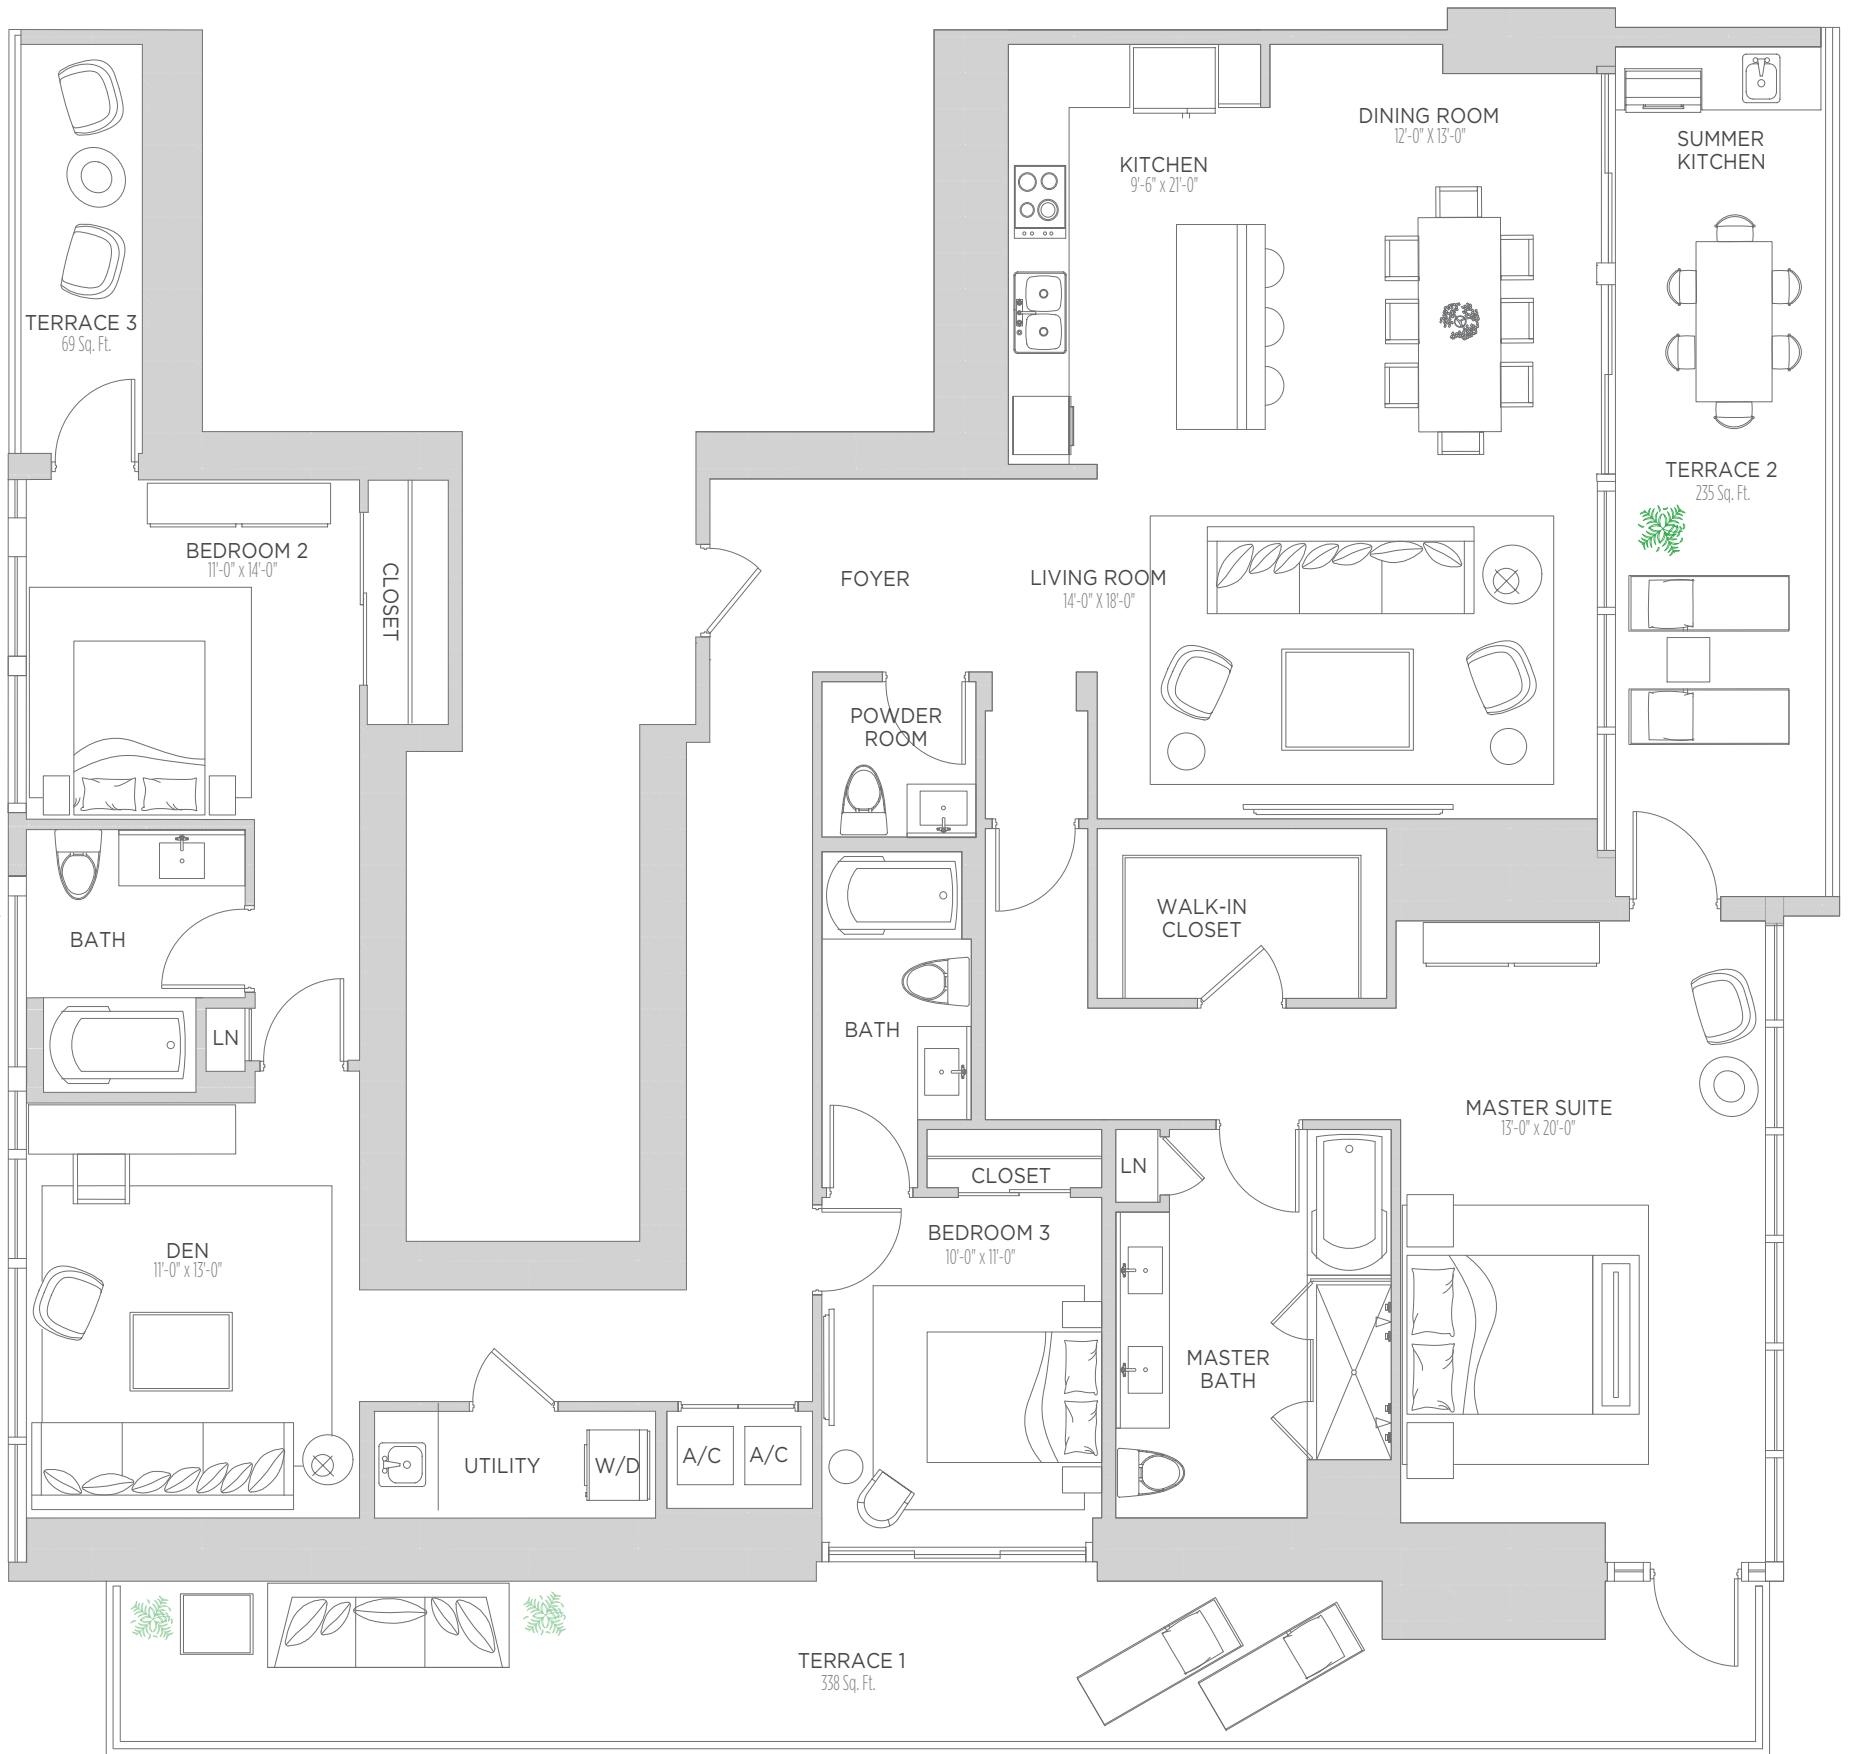 DINING ROOM
12'-0" X 13'-0"
SUMMER
KITCHEN
KITCHEN
9'-6" x 21'-0"
TERRACE 3
69 Sq. Ft.
TERRACE 2
235 Sq. Ft.
BEDROOM 2
11'-0" x 14'-0"
CLOSET
FOYER
LIVING ROOM
14'-0" X 18'-0"
POWDER
ROOM
WALK-IN
CLOSET
BATH
LN
BATH
MASTER SUITE
13'-0" x 20'-0"
CLOSET
LN
BEDROOM 3
10'-0" x 11'-0"
DEN
11'-0" x 13'-0"
MASTER
BATH
UTILITY
W/D
A/C
A/C
TERRACE 1
338 Sq. Ft.